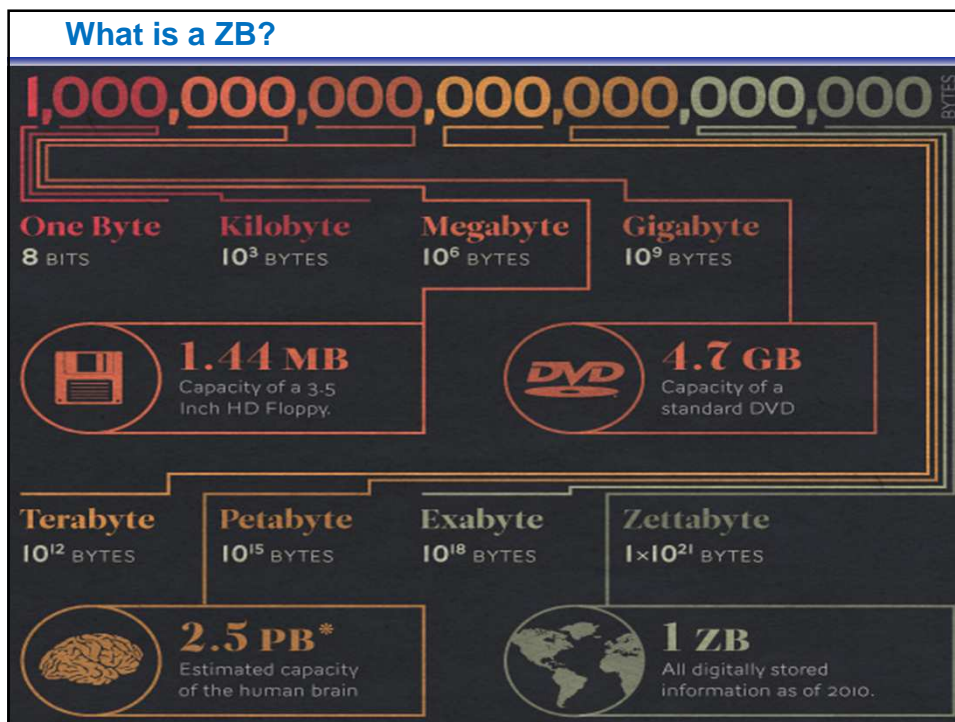 What is a ZB?
1,000,000,000,000,000,000,000 BYTES
One Byte
8 BITS
Kilobyte
10³ BYTES
Megabyte
10⁶ BYTES
Gigabyte
10⁹ BYTES
1.44 MB
Capacity of a 3.5
Inch HD Floppy.
DVD
4.7 GB
Capacity of a
standard DVD
Terabyte
10¹² BYTES
Petabyte
10¹⁵ BYTES
Exabyte
10¹⁸ BYTES
Zettabyte
1×10²¹ BYTES
2.5 PB*
Estimated capacity
of the human brain
1 ZB
All digitally stored
information as of 2010.